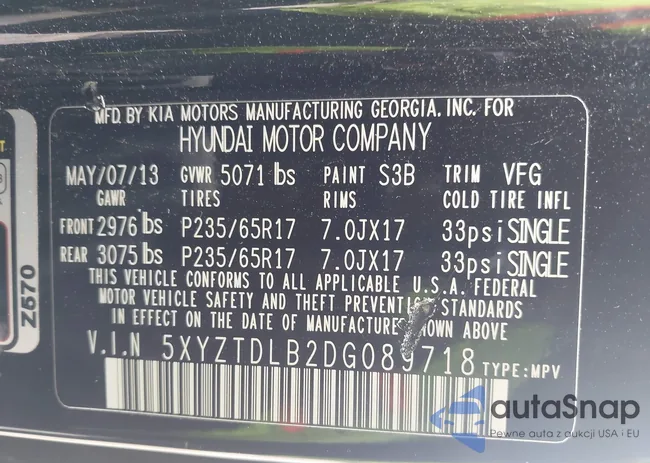 MFD. BY KIA MOTORS MANUFACTURING GEORGIA, INC. FOR
HYUNDAI MOTOR COMPANY
MAY/07/13 GVWR 5071 lbs PAINT S3B TRIM VFG
GAWR TIRES RIMS COLD TIRE INFL
FRONT 2976 lbs P235/65R17 7.0JX17 33psi SINGLE
REAR 3075 lbs P235/65R17 7.0JX17 33psi SINGLE
THIS VEHICLE CONFORMS TO ALL APPLICABLE U.S.A. FEDERAL
MOTOR VEHICLE SAFETY AND THEFT PREVENTION STANDARDS
IN EFFECT ON THE DATE OF MANUFACTURE SHOWN ABOVE
V.I.N 5XYZTDLB2DG089718 TYPE: MPV
Z670
autaSnap
Pewne auta z aukcji USA i EU